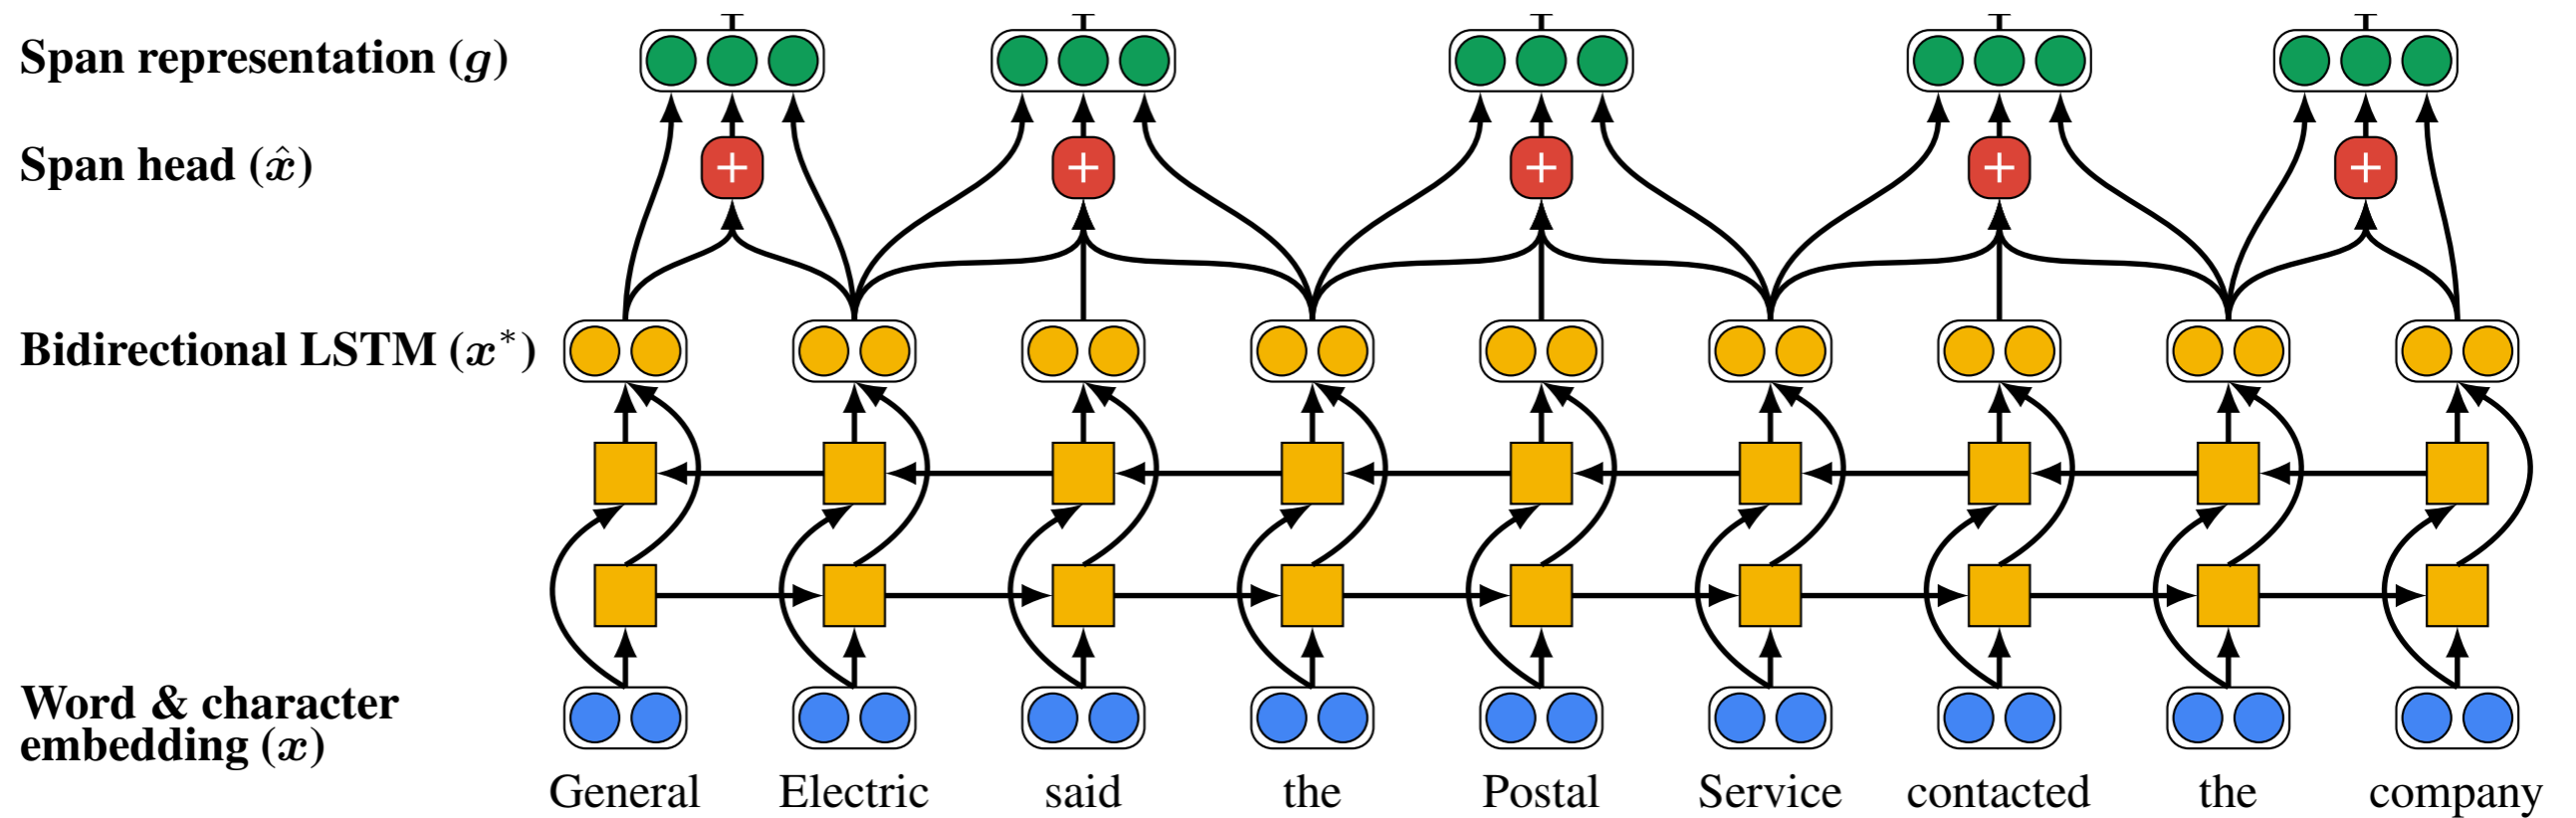 Span representation (g)
Span head (x̂)
+ + + + +
Bidirectional LSTM (x*)
Word & character
embedding (x)
General Electric said the Postal Service contacted the company